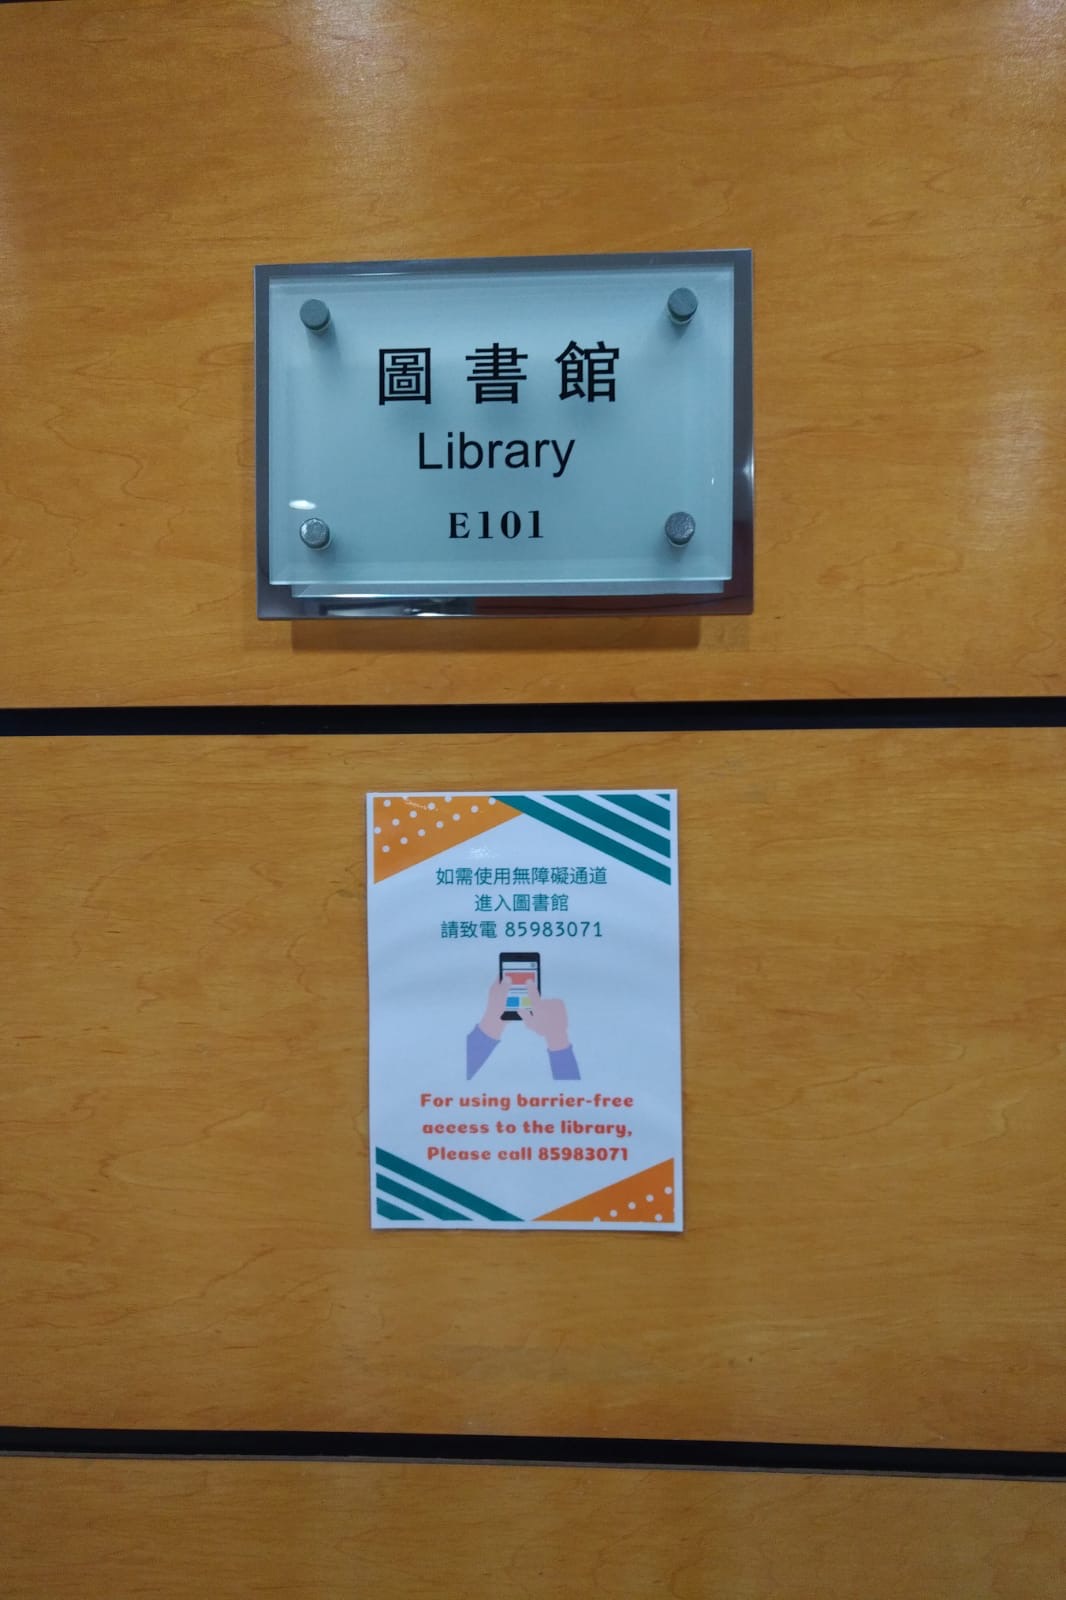 圖書館
Library
E101
如需使用無障礙通道
進入圖書館
請致電 85983071
For using barrier-free
access to the library,
Please call 85983071